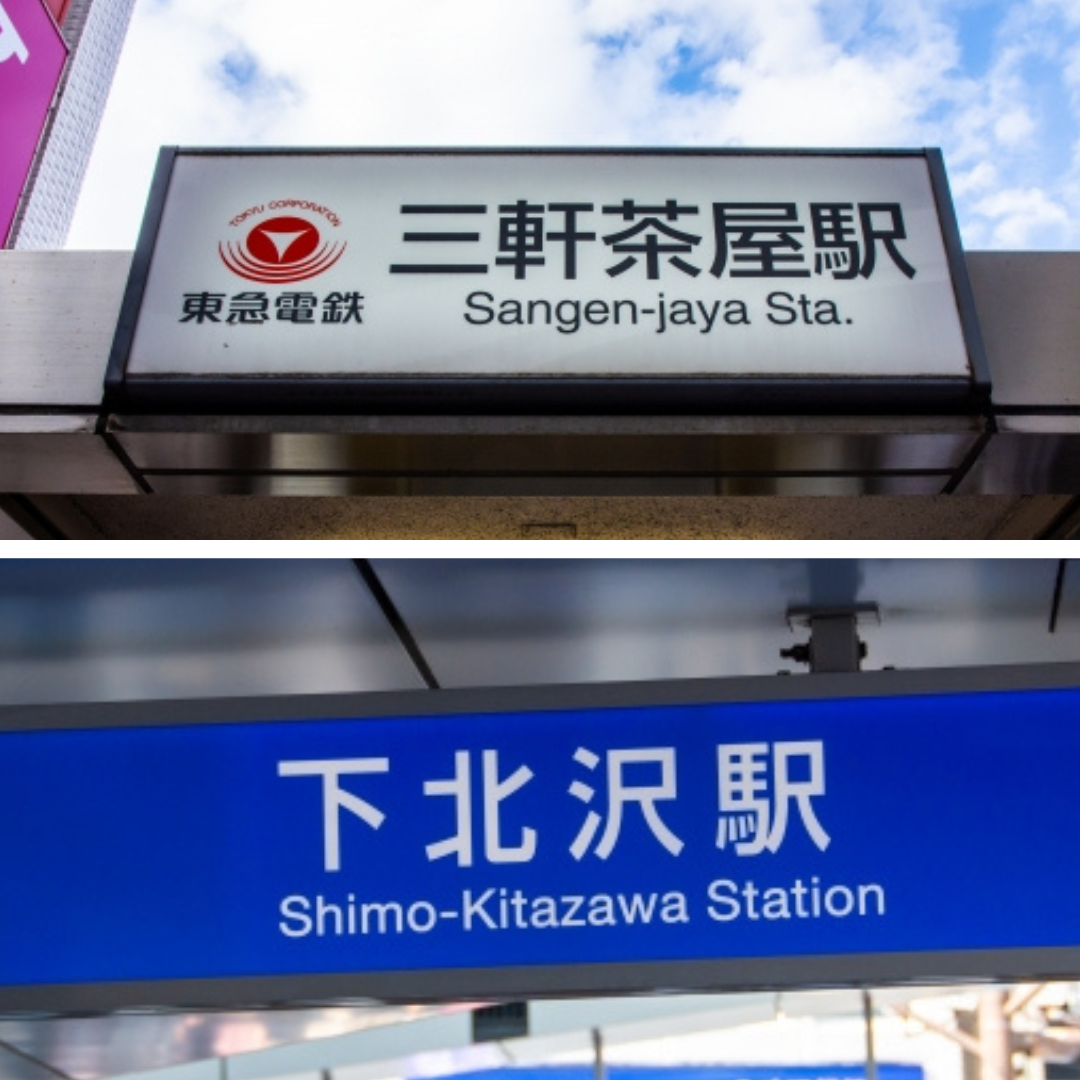 TOKYU CORPORATION
東急電鉄
三軒茶屋駅
Sangen-jaya Sta.
下北沢駅
Shimo-Kitazawa Station